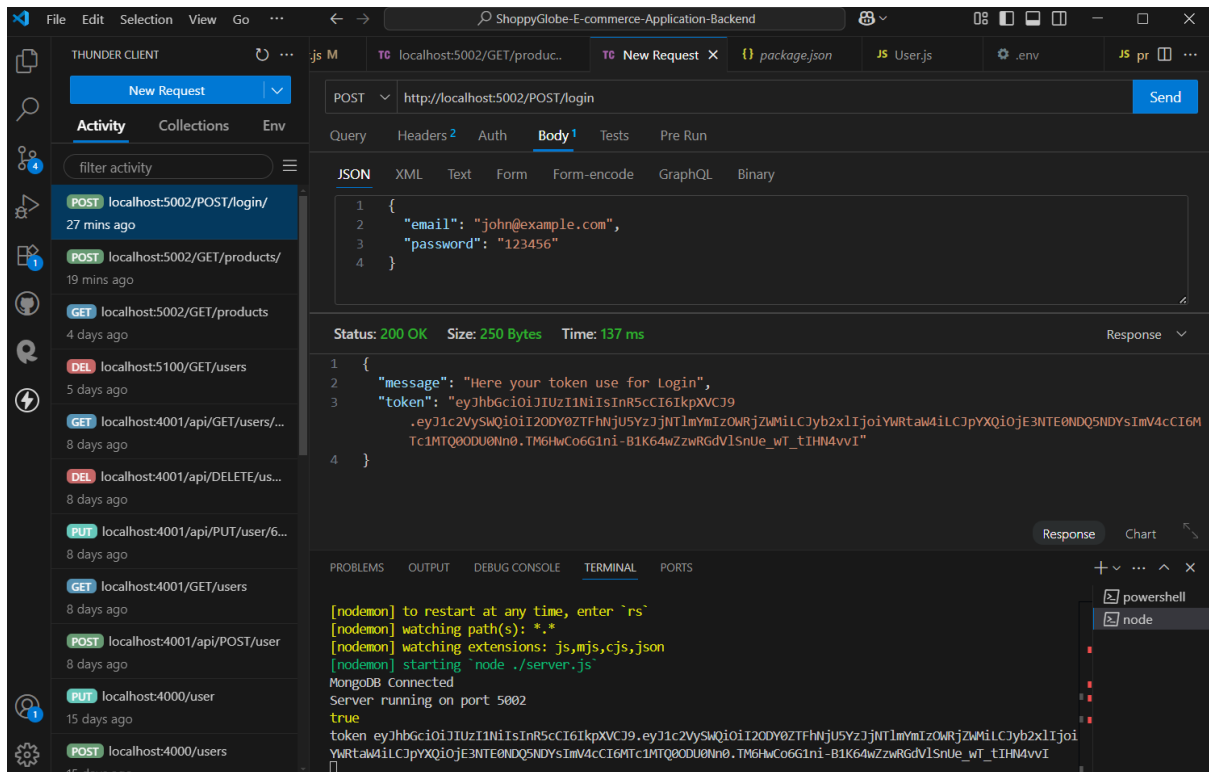 File Edit Selection View Go ··· ShoppyGlobe-E-commerce-Application-Backend
THUNDER CLIENT ···
New Request
Activity Collections Env
filter activity
POST localhost:5002/POST/login/
27 mins ago
POST localhost:5002/GET/products/
19 mins ago
GET localhost:5002/GET/products
4 days ago
DEL localhost:5100/GET/users
5 days ago
GET localhost:4001/api/GET/users/...
8 days ago
DEL localhost:4001/api/DELETE/us...
8 days ago
PUT localhost:4001/api/PUT/user/6...
8 days ago
GET localhost:4001/GET/users
8 days ago
POST localhost:4001/api/POST/user
8 days ago
PUT localhost:4000/user
15 days ago
POST localhost:4000/users
4
1
1
.js M TC localhost:5002/GET/produc... TC New Request {} package.json JS User.js .env JS pr ···
POST http://localhost:5002/POST/login Send
Query Headers 2 Auth Body 1 Tests Pre Run
JSON XML Text Form Form-encode GraphQL Binary
1 {
2 "email": "john@example.com",
3 "password": "123456"
4 }
Status: 200 OK Size: 250 Bytes Time: 137 ms Response
1 {
2 "message": "Here your token use for Login",
3 "token": "eyJhbGciOiJIUzI1NiIsInR5cCI6IkpXVCJ9
.eyJ1c2VySWQiOiI2ODY0ZTFhNjU5YzJjNTlmYmIzOWRjZWMiLCJyb2xlIjoiYWRtaW4iLCJpYXQiOjE3NTE0NDQ5NDYsImV4cCI6M
Tc1MTQ0ODU0Nn0.TM6HwCo6G1ni-B1K64wZzwRGdVlSnUe_wT_tIHN4vvI"
4 }
Response Chart
PROBLEMS OUTPUT DEBUG CONSOLE TERMINAL PORTS
[nodemon] to restart at any time, enter `rs`
[nodemon] watching path(s): *.*
[nodemon] watching extensions: js,mjs,cjs,json
[nodemon] starting `node ./server.js`
MongoDB Connected
Server running on port 5002
true
token eyJhbGciOiJIUzI1NiIsInR5cCI6IkpXVCJ9.eyJ1c2VySWQiOiI2ODY0ZTFhNjU5YzJjNTlmYmIzOWRjZWMiLCJyb2xlIjoi
YWRtaW4iLCJpYXQiOjE3NTE0NDQ5NDYsImV4cCI6MTc1MTQ0ODU0Nn0.TM6HwCo6G1ni-B1K64wZzwRGdVlSnUe_wT_tIHN4vvI
powershell
node